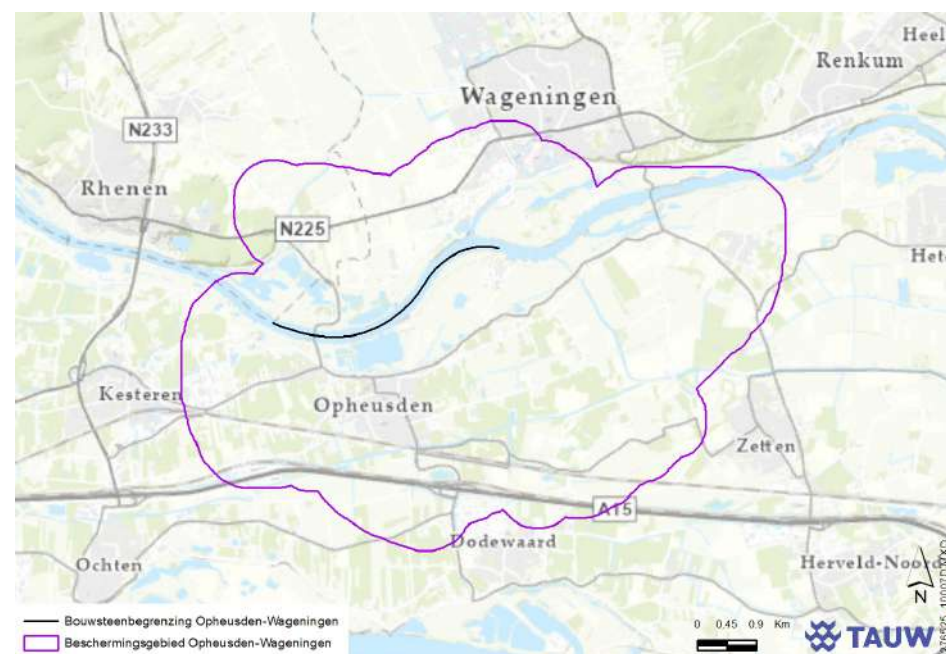 Heel
Renkum
Wageningen
N233
Rhenen
N225
Hete
Kesteren
Opheusden
Zetten
A15
Dodewaard
Ochten
Herveld-Noord
N
Bouwsteenbegrenzing Opheusden-Wageningen
Beschermingsgebied Opheusden-Wageningen
0 0.45 0.9 Km
TAUW